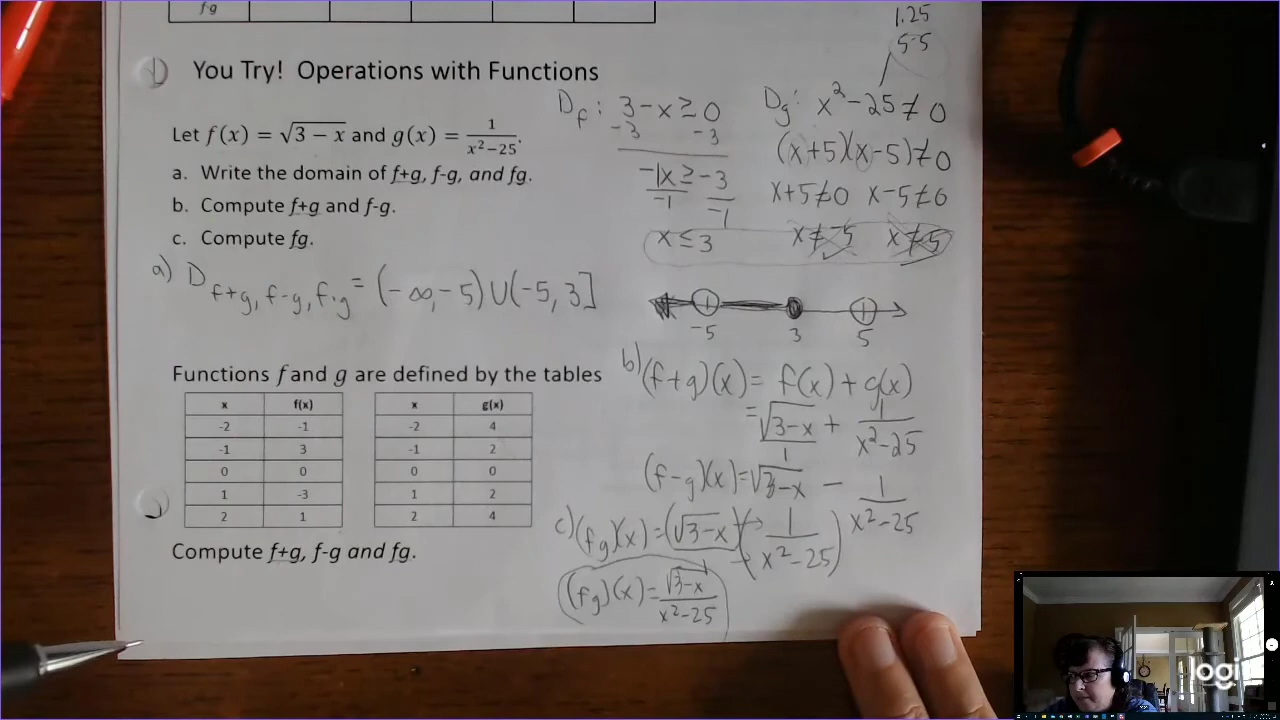 f·g
1·25
5·5
You Try! Operations with Functions
Let f(x) = √3 − x and g(x) = 1/(x²−25).
a. Write the domain of f+g, f-g, and fg.
b. Compute f+g and f-g.
c. Compute fg.
D_f : 3 − x ≥ 0
-3 -3
-1x ≥ -3
-1 -1
x ≤ 3
D_g: x² − 25 ≠ 0
(x+5)(x−5) ≠ 0
x+5≠0 x−5≠0
x≠-5 x≠5
a) D_f+g, f-g, f·g = (-∞, -5) ∪ (-5, 3]
-5 3 5
b) (f+g)(x) = f(x) + g(x)
= √3−x + 1/(x²−25)
(f−g)(x) = √3−x − 1/(x²−25)
c) (fg)(x) = (√3−x)(1/(x²−25))
(fg)(x) = √3−x/(x²−25)
Functions f and g are defined by the tables
x f(x)
-2 -1
-1 3
0 0
1 -3
2 1
x g(x)
-2 4
-1 2
0 0
1 2
2 4
Compute f+g, f-g and fg.
logi